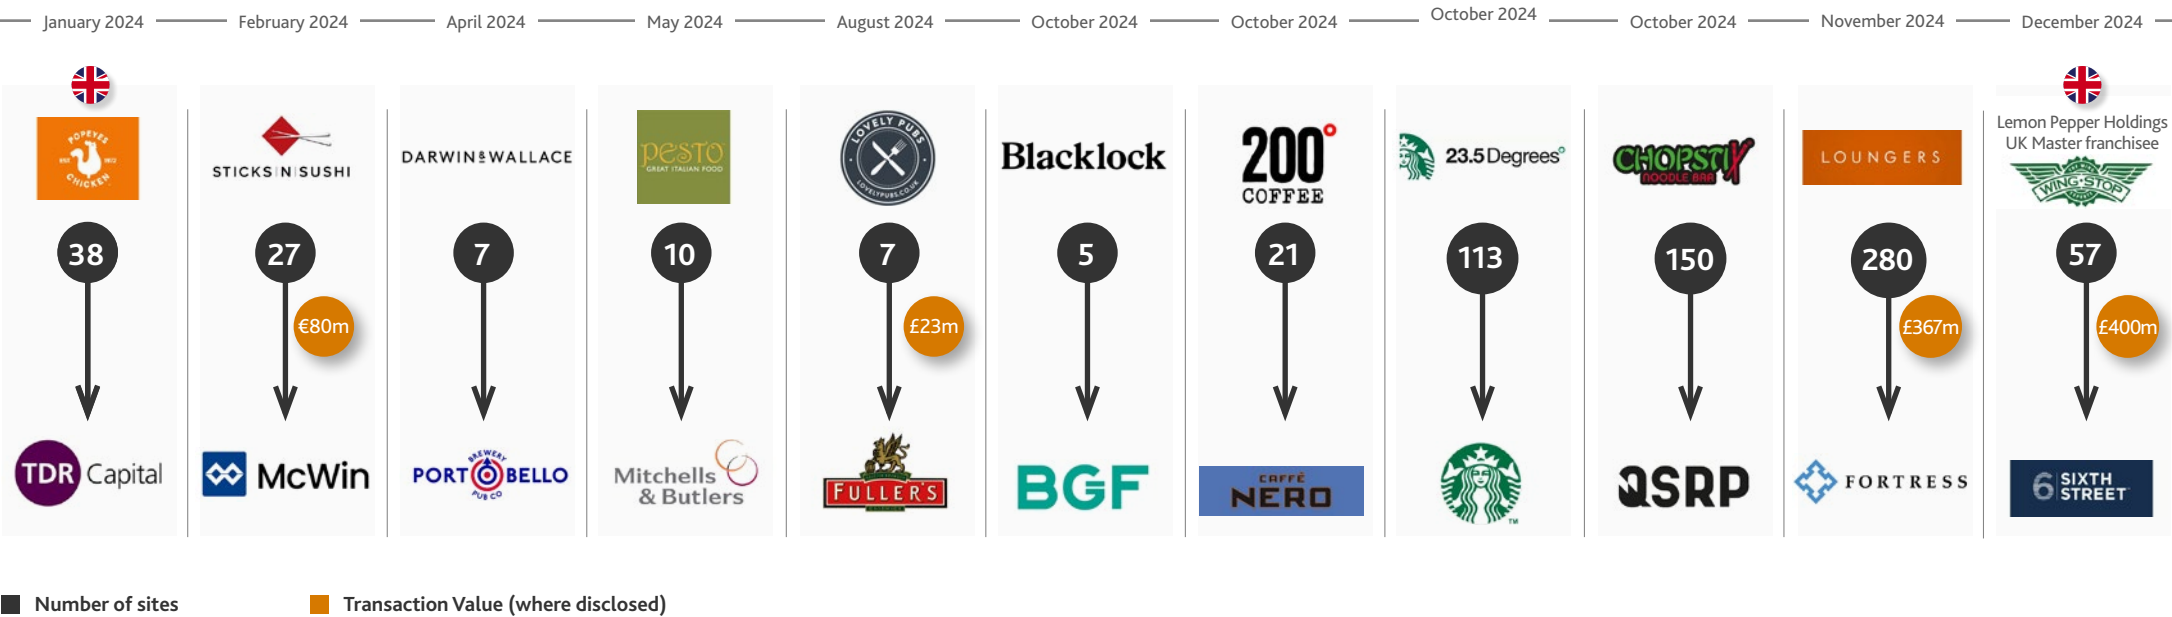 January 2024
February 2024
April 2024
May 2024
August 2024
October 2024
October 2024
October 2024
October 2024
November 2024
December 2024
POPEYES
CHICKEN
STICKS N SUSHI
DARWIN & WALLACE
PESTO
GREAT ITALIAN FOOD
LOVELY PUBS
LOVELYPUBS.CO.UK
Blacklock
200°
COFFEE
23.5 Degrees°
CHOPSTIX
NOODLE BAR
LOUNGERS
Lemon Pepper Holdings
UK Master franchisee
WING STOP
38
27
7
10
7
5
21
113
150
280
57
€80m
£23m
£367m
£400m
TDR Capital
McWin
PORTOBELLO
BREWERY
PUB CO
Mitchells
& Butlers
FULLER'S
BGF
CAFFÈ
NERO
TM
QSRP
FORTRESS
6 SIXTH
STREET
Number of sites
Transaction Value (where disclosed)